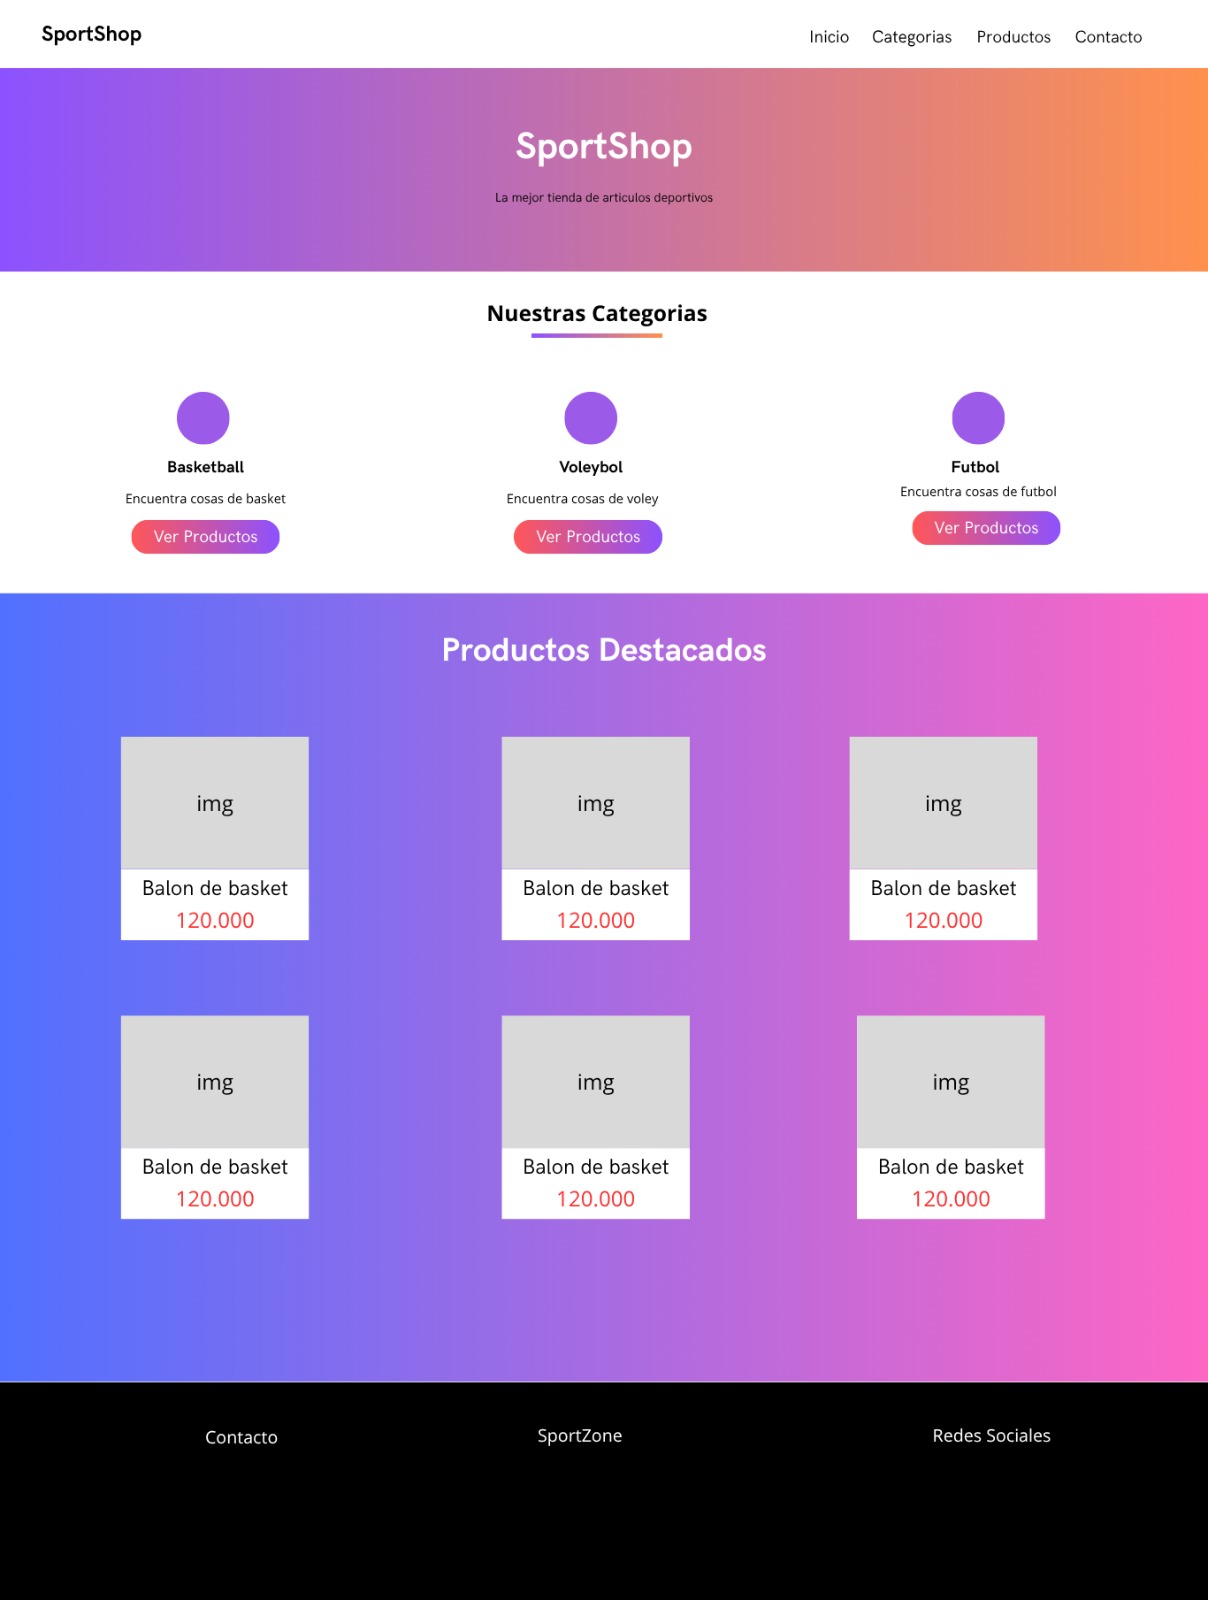 SportShop
Inicio Categorias Productos Contacto
SportShop
La mejor tienda de articulos deportivos
Nuestras Categorias
Basketball
Encuentra cosas de basket
Ver Productos
Voleybol
Encuentra cosas de voley
Ver Productos
Futbol
Encuentra cosas de futbol
Ver Productos
Productos Destacados
img
Balon de basket
120.000
img
Balon de basket
120.000
img
Balon de basket
120.000
img
Balon de basket
120.000
img
Balon de basket
120.000
img
Balon de basket
120.000
Contacto
SportZone
Redes Sociales